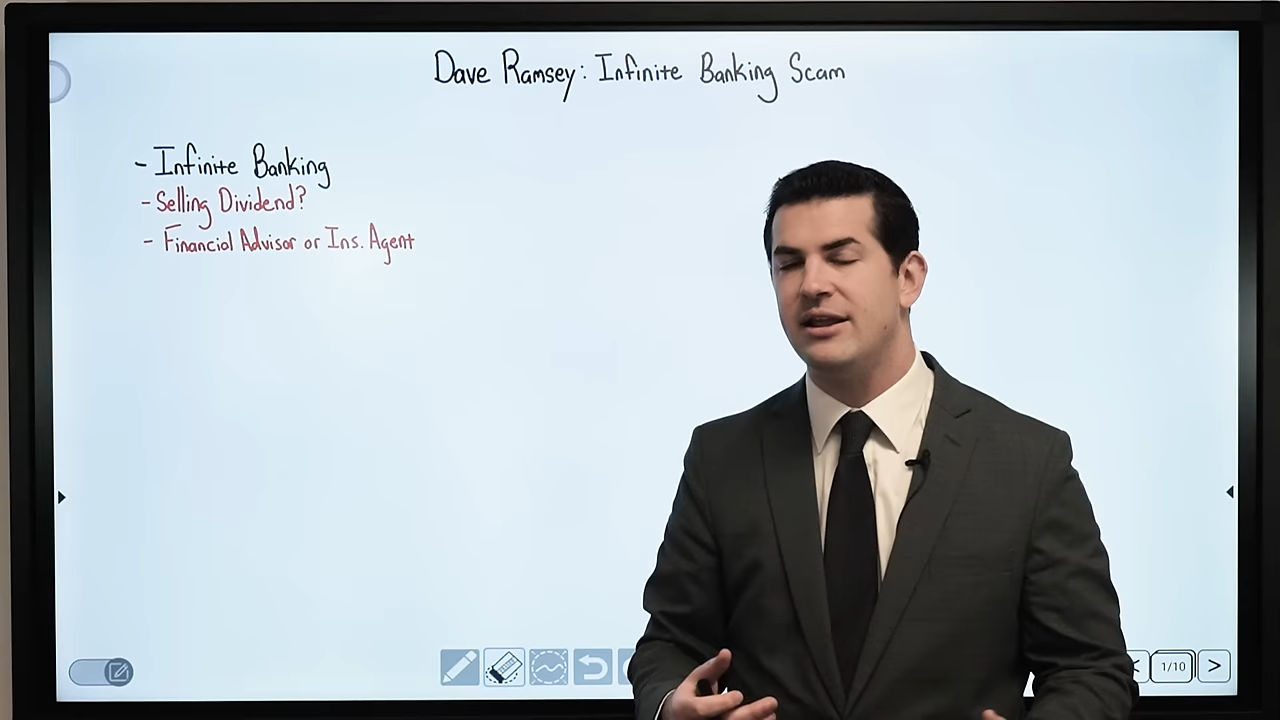 Dave Ramsey: Infinite Banking Scam
- Infinite Banking
- Selling Dividend?
- Financial Advisor or Ins. Agent
1/10